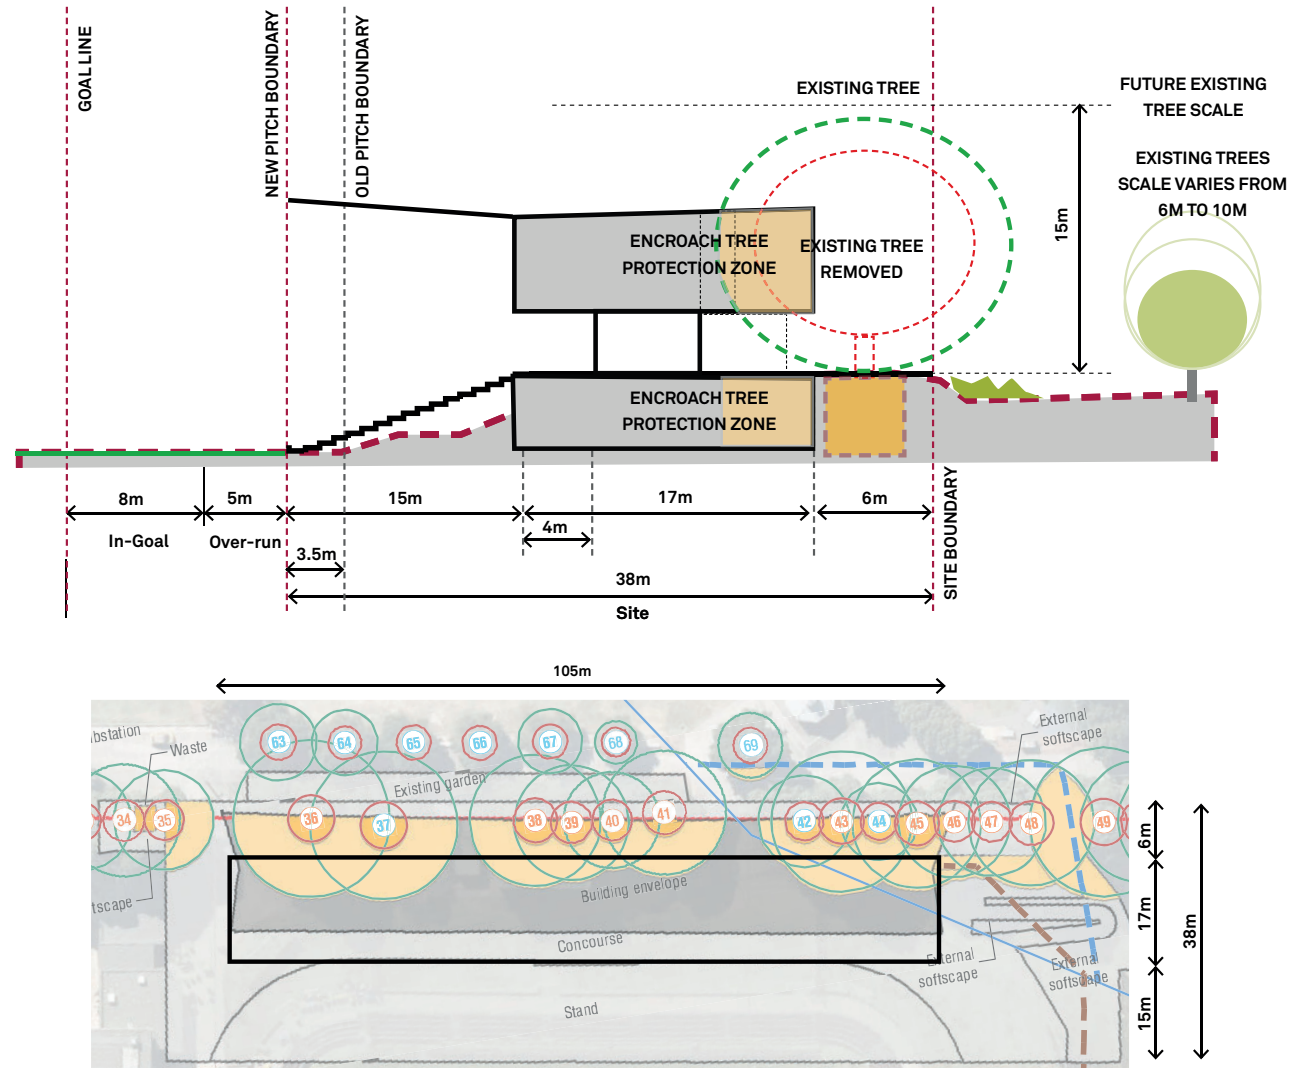 GOAL LINE
NEW PITCH BOUNDARY
OLD PITCH BOUNDARY
EXISTING TREE
FUTURE EXISTING
TREE SCALE
EXISTING TREES
SCALE VARIES FROM
6M TO 10M
15m
ENCROACH TREE
PROTECTION ZONE
EXISTING TREE
REMOVED
ENCROACH TREE
PROTECTION ZONE
8m
5m
15m
17m
6m
In-Goal
Over-run
4m
3.5m
38m
Site
SITE BOUNDARY
105m
bstation
Waste
63
64
65
66
67
68
69
External
softscape
Existing garden
34
35
36
37
38
39
40
41
42
43
44
45
46
47
48
49
6m
tscape
Building envelope
17m
38m
Concourse
External
softscape
External
softscape
Stand
15m